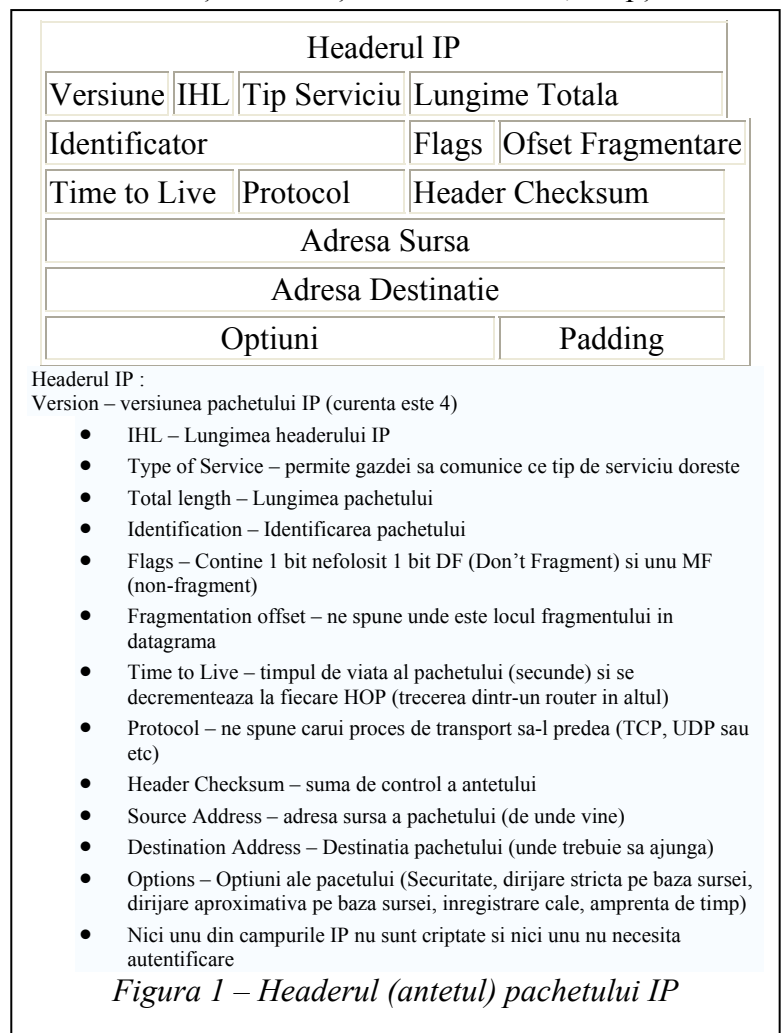 Headerul IP
Versiune IHL Tip Serviciu Lungime Totala
Identificator Flags Ofset Fragmentare
Time to Live Protocol Header Checksum
Adresa Sursa
Adresa Destinatie
Optiuni Padding
Headerul IP :
Version – versiunea pachetului IP (curenta este 4)
• IHL – Lungimea headerului IP
• Type of Service – permite gazdei sa comunice ce tip de serviciu doreste
• Total length – Lungimea pachetului
• Identification – Identificarea pachetului
• Flags – Contine 1 bit nefolosit 1 bit DF (Don’t Fragment) si unu MF
(non-fragment)
• Fragmentation offset – ne spune unde este locul fragmentului in
datagrama
• Time to Live – timpul de viata al pachetului (secunde) si se
decrementeaza la fiecare HOP (trecerea dintr-un router in altul)
• Protocol – ne spune carui proces de transport sa-l predea (TCP, UDP sau
etc)
• Header Checksum – suma de control a antetului
• Source Address – adresa sursa a pachetului (de unde vine)
• Destination Address – Destinatia pachetului (unde trebuie sa ajunga)
• Options – Optiuni ale pacetului (Securitate, dirijare stricta pe baza sursei,
dirijare aproximativa pe baza sursei, inregistrare cale, amprenta de timp)
• Nici unu din campurile IP nu sunt criptate si nici unu nu necesita
autentificare
Figura 1 – Headerul (antetul) pachetului IP